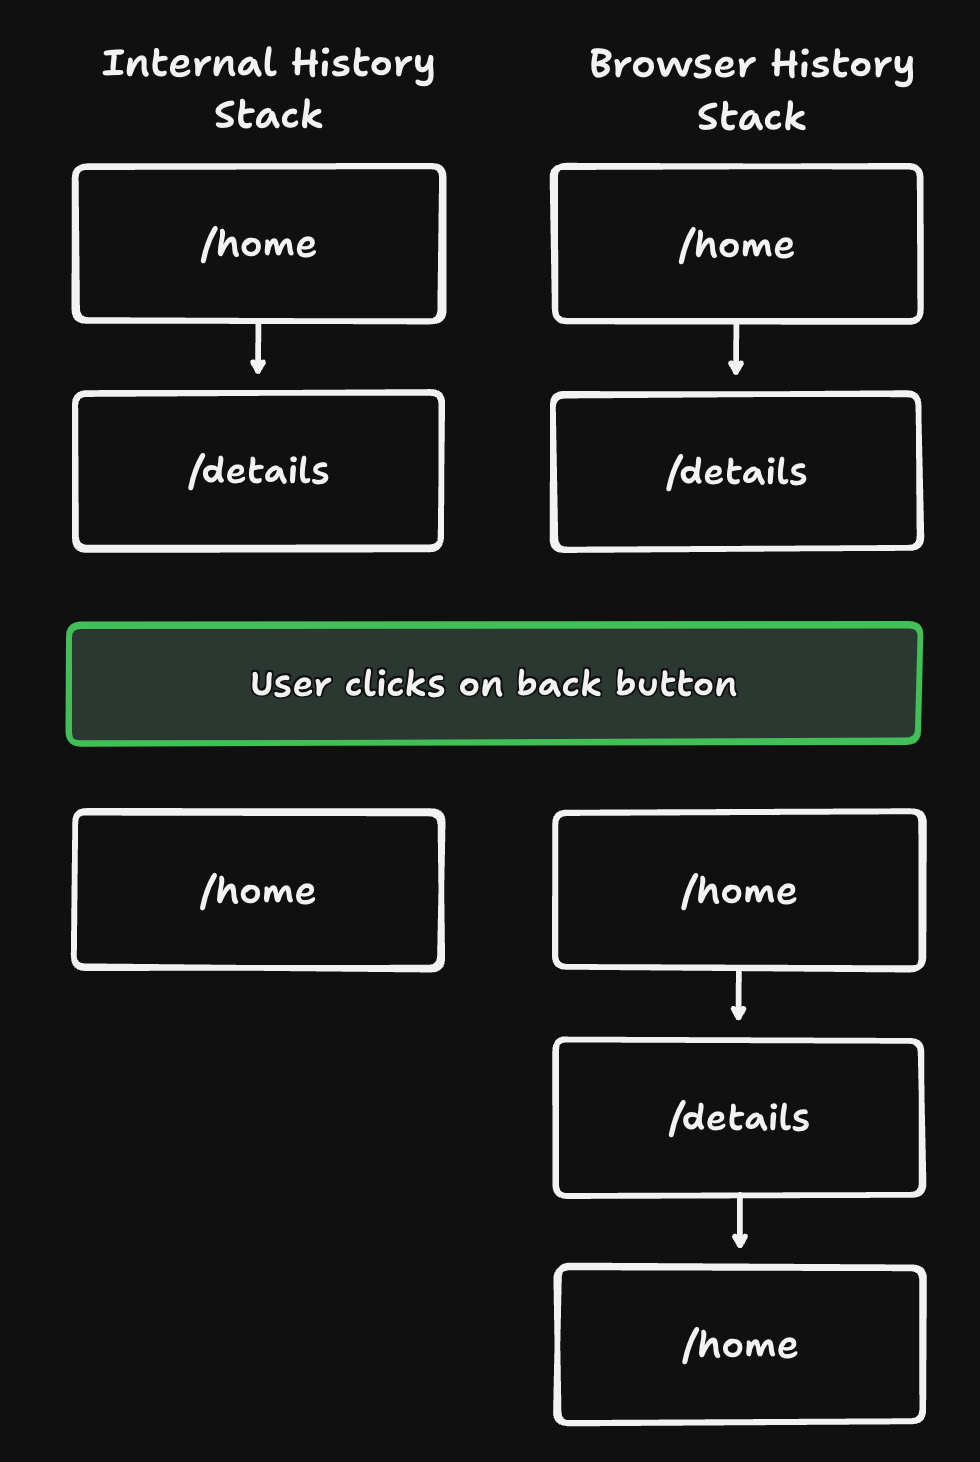 Internal History
Stack
Browser History
Stack
/home
/home
/details
/details
User clicks on back button
/home
/home
/details
/home